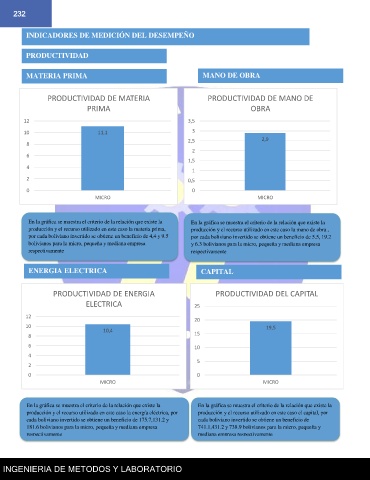 232
INDICADORES DE MEDICIÓN DEL DESEMPEÑO
PRODUCTIVIDAD
MATERIA PRIMA
MANO DE OBRA
PRODUCTIVIDAD DE MATERIA
PRIMA
12
10
8
6
4
2
0
11,1
MICRO
PRODUCTIVIDAD DE MANO DE
OBRA
3,5
3
2,5
2
1,5
1
0,5
0
MICRO
En la gráfica se muestra el criterio de la relación que existe la
producción y el recurso utilizado en este caso la materia prima,
por cada boliviano invertido se obtiene un beneficio de 4,4 y 9.7
bolivianos para la micro, pequeña y mediana empresa
respectivamente
En la gráfica se muestra el criterio de la relación que existe la
producción y el recurso utilizado en este caso la mano de obra ,
por cada boliviano invertido se obtiene un beneficio de 5.5, 19.2
y 6.3 bolivianos para la micro, pequeña y mediana empresa
respectivamente
ENERGIA ELECTRICA
CAPITAL
PRODUCTIVIDAD DE ENERGIA
ELECTRICA
12
10
8
6
4
2
0
10,4
MICRO
PRODUCTIVIDAD DEL CAPITAL
25
20
15
10
5
0
19,5
MICRO
En la gráfica se muestra el criterio de la relación que existe la
producción y el recurso utilizado en este caso la energía eléctrica, por
cada boliviano invertido se obtiene un beneficio de 173.7,131.2 y
181.6 bolivianos para la micro, pequeña y mediana empresa
respectivamente
En la gráfica se muestra el criterio de la relación que existe la
producción y el recurso utilizado en este caso el capital, por
cada boliviano invertido se obtiene un beneficio de
741.1,431.2 y 738.9 bolivianos para la micro, pequeña y
mediana empresa respectivamente
INGENIERIA DE METODOS Y LABORATORIO